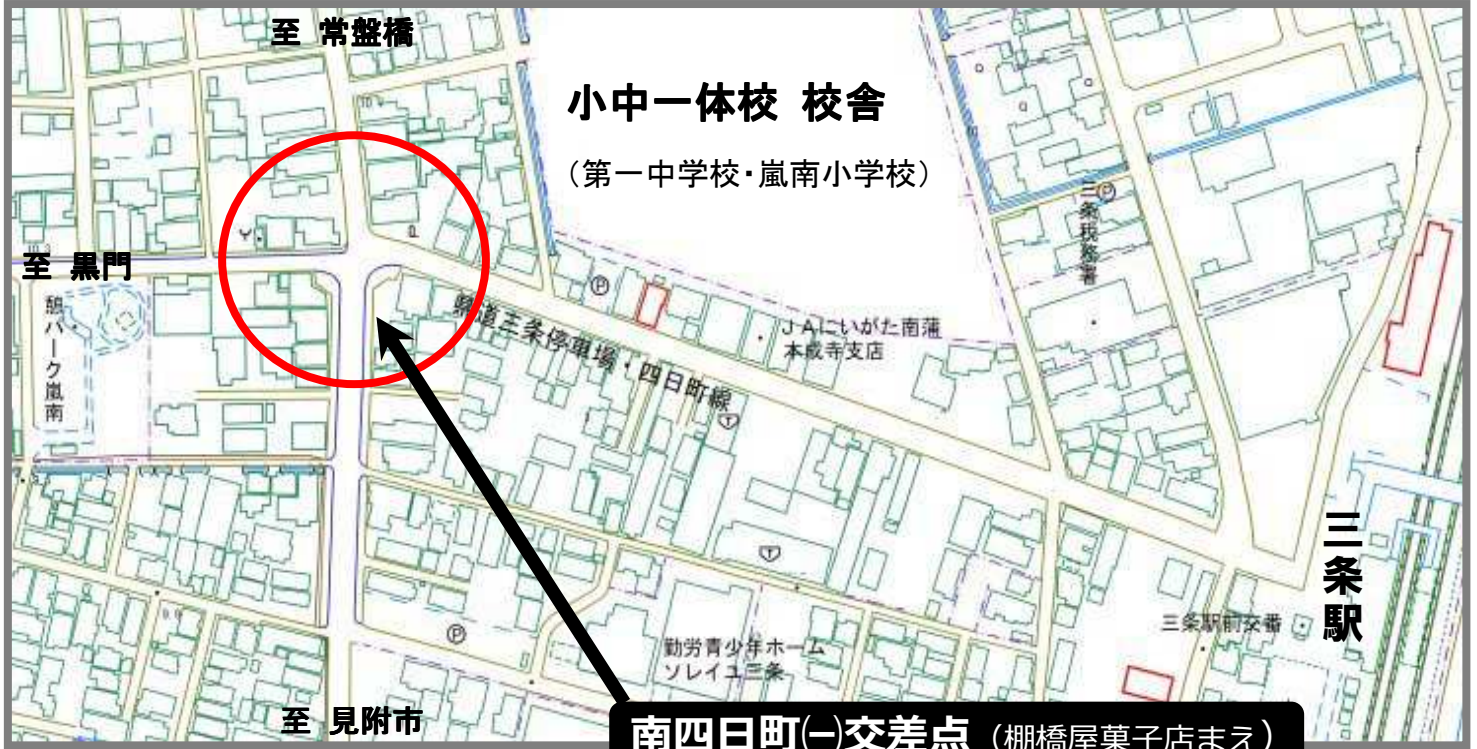 至 常盤橋
小中一体校 校舎
（第一中学校・嵐南小学校）
三条税務署
至 黒門
憩パーク嵐南
県道三条停車場・四日町線
JAにいがた南蒲
本成寺支店
三条駅
三条駅前交番
勤労青少年ホーム
ソレイユ三条
至 見附市
南四日町㈠交差点（棚橋屋菓子店まえ）